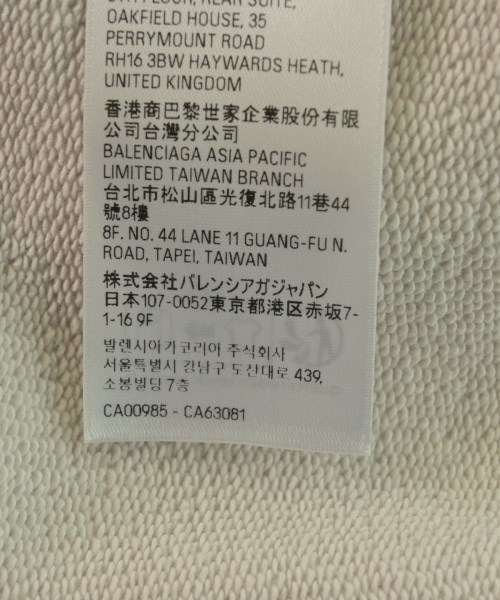 OAKFIELD HOUSE, 35
PERRYMOUNT ROAD
RH16 3BW HAYWARDS HEATH,
UNITED KINGDOM
香港商巴黎世家企業股份有限
公司台灣分公司
BALENCIAGA ASIA PACIFIC
LIMITED TAIWAN BRANCH
台北市松山區光復北路11巷44
號8樓
8F. NO. 44 LANE 11 GUANG-FU N.
ROAD, TAPEI, TAIWAN
株式会社バレンシアガジャパン
日本107-0052東京都港区赤坂7-
1-16 9F
발렌시아가코리아 주식회사
서울특별시 강남구 도산대로 439,
소봉빌딩 7층
CA00985 - CA63081